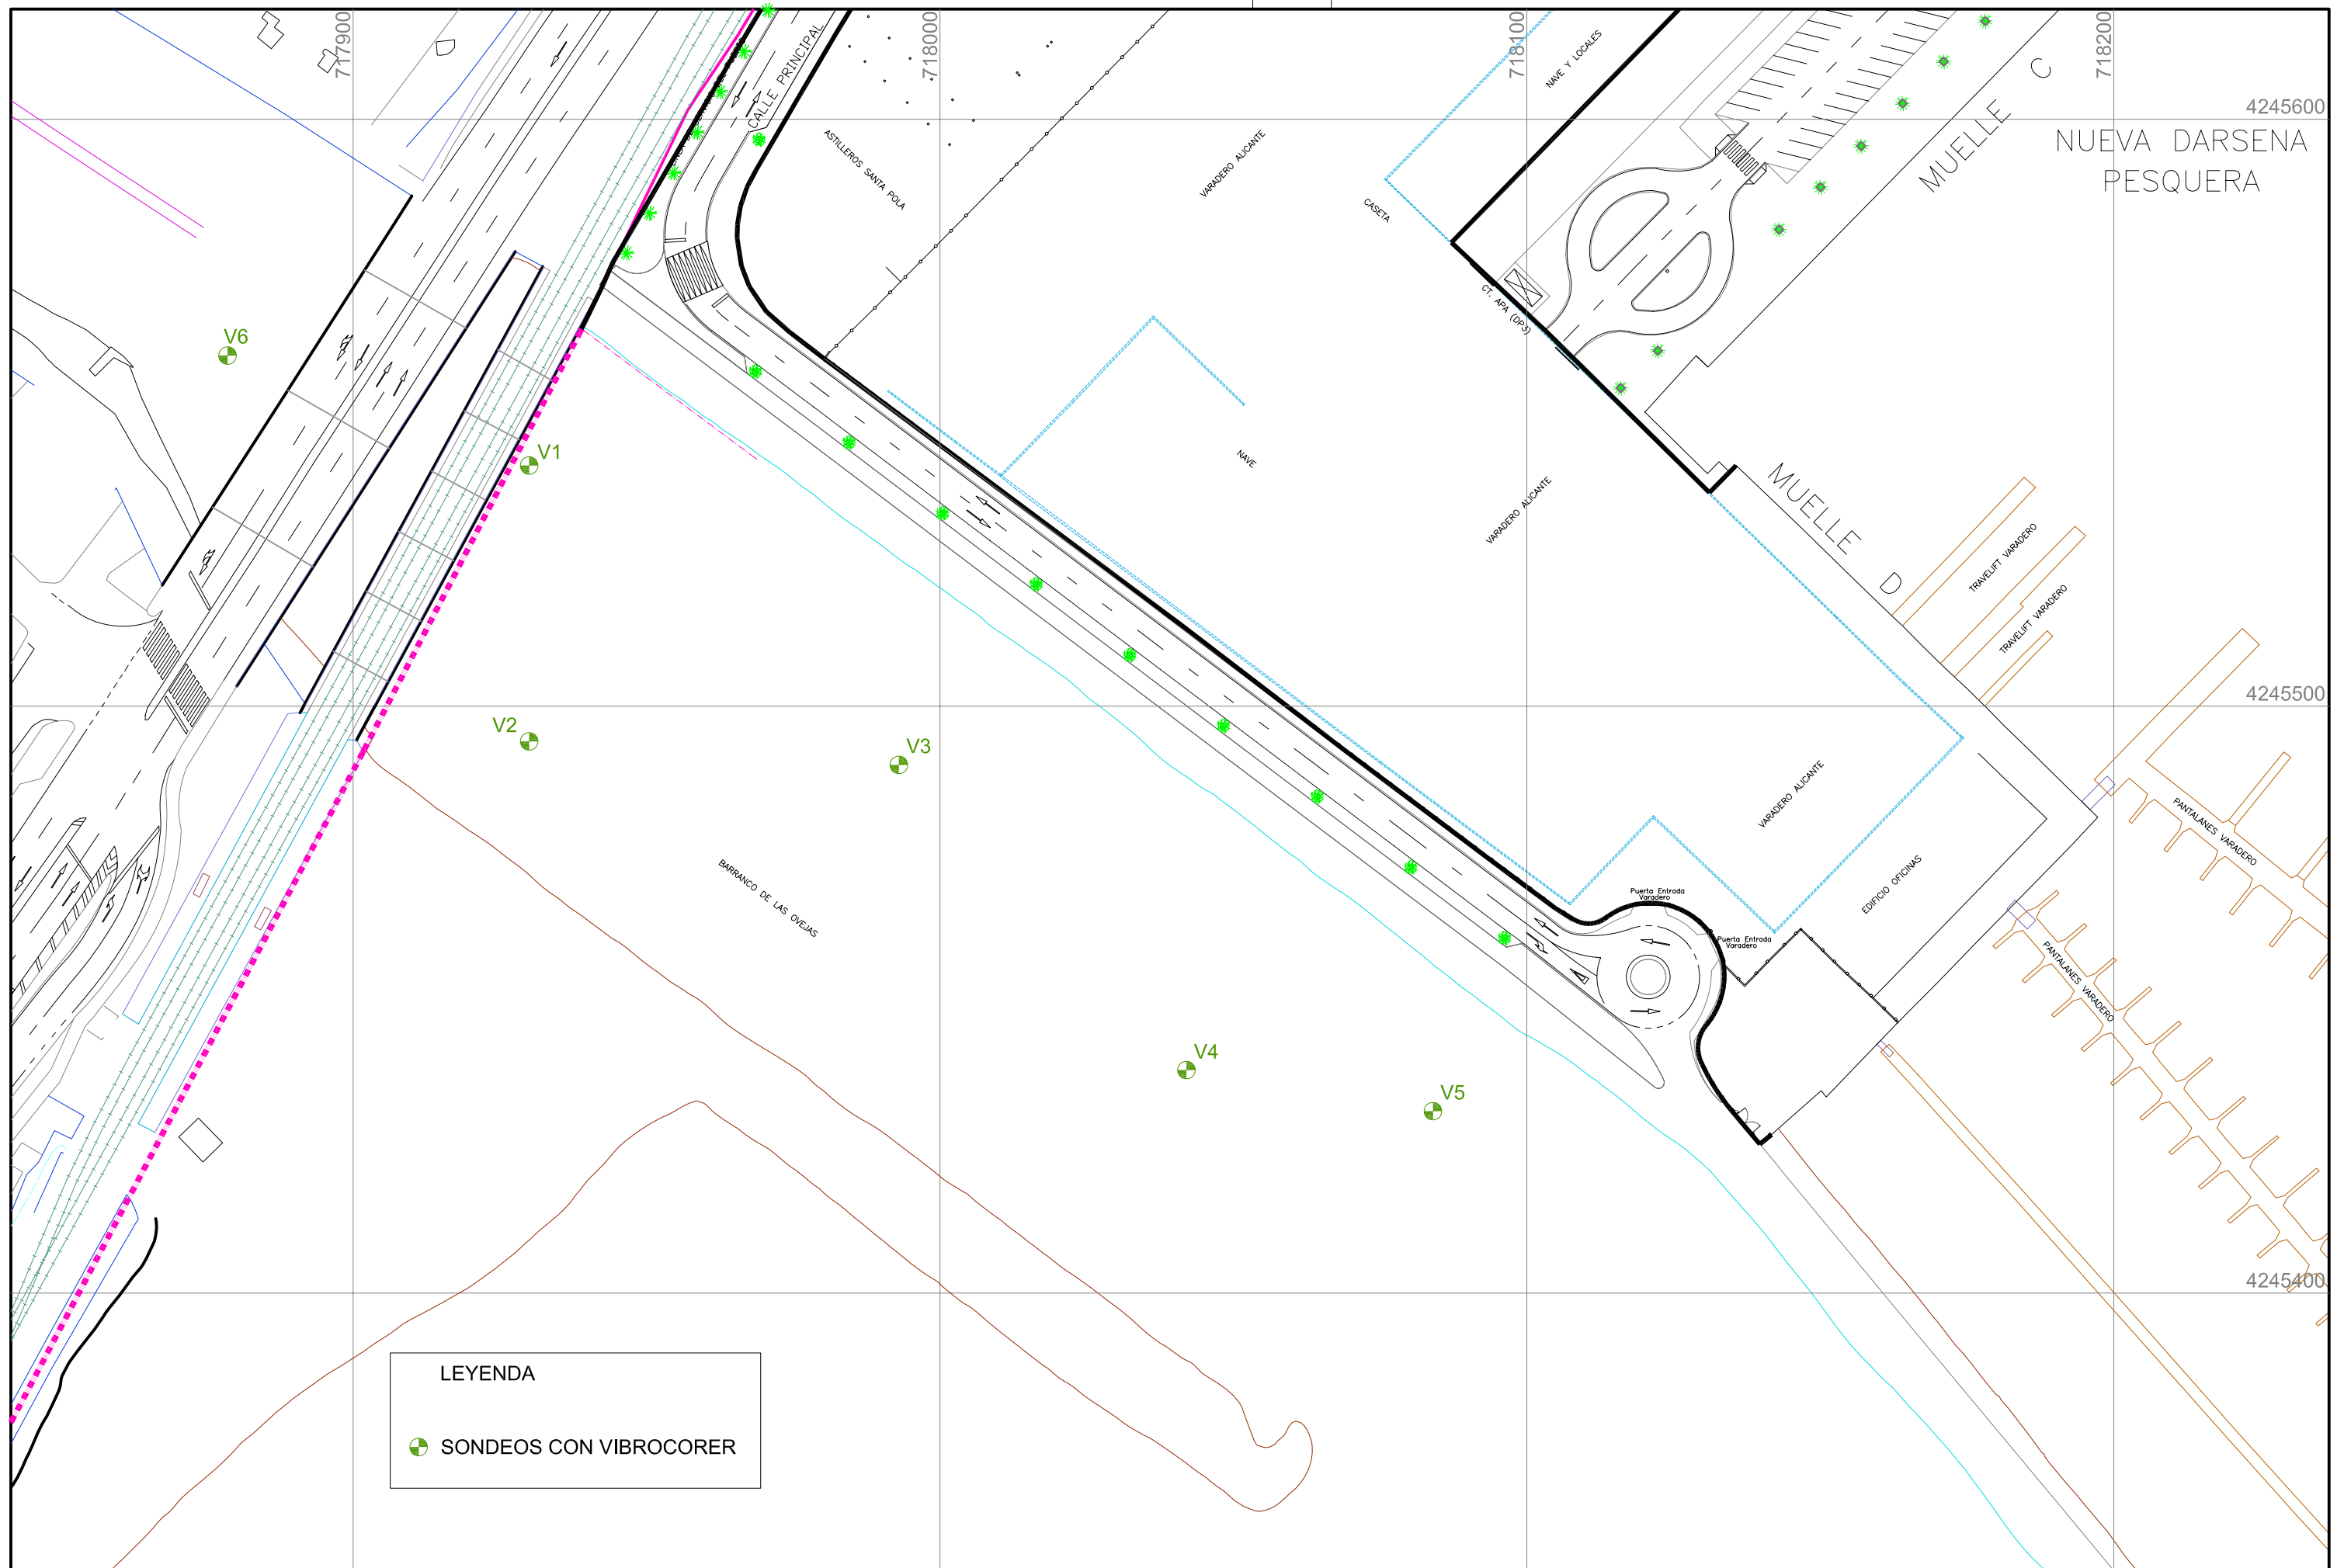 717900
718000
718100
718200
4245600
4245500
4245400
CALLE PRINCIPAL
ASTILLEROS SANTA POLA
VARADERO ALICANTE
NAVE Y LOCALES
CASETA
CT. APA (DP3)
MUELLE C
NUEVA DARSENA
PESQUERA
V6
V1
NAVE
VARADERO ALICANTE
MUELLE D
TRAVELIFT VARADERO
TRAVELIFT VARADERO
V2
V3
VARADERO ALICANTE
PANTALANES VARADERO
BARRANCO DE LAS OVEJAS
EDIFICIO OFICINAS
Puerta Entrada
Varadero
Puerta Entrada
Varadero
PANTALANES VARADERO
V4
V5
LEYENDA
SONDEOS CON VIBROCORER